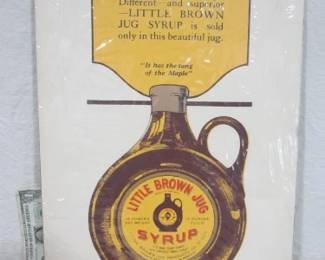 Different—and superior
—LITTLE BROWN
JUG SYRUP is sold
only in this beautiful jug.
"It has the tang
of the Maple"
LITTLE BROWN JUG
SYRUP